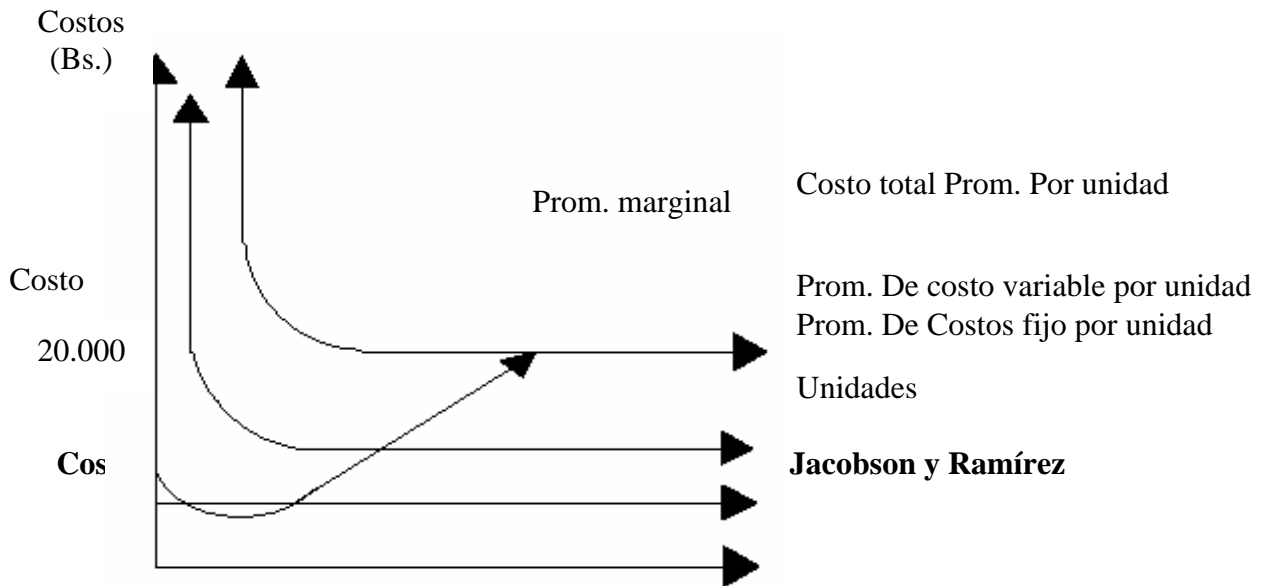 Costos
(Bs.)
Costo total Prom. Por unidad
Prom. marginal
Costo
Prom. De costo variable por unidad
Prom. De Costos fijo por unidad
20.000
Unidades
Cos
Jacobson y Ramírez